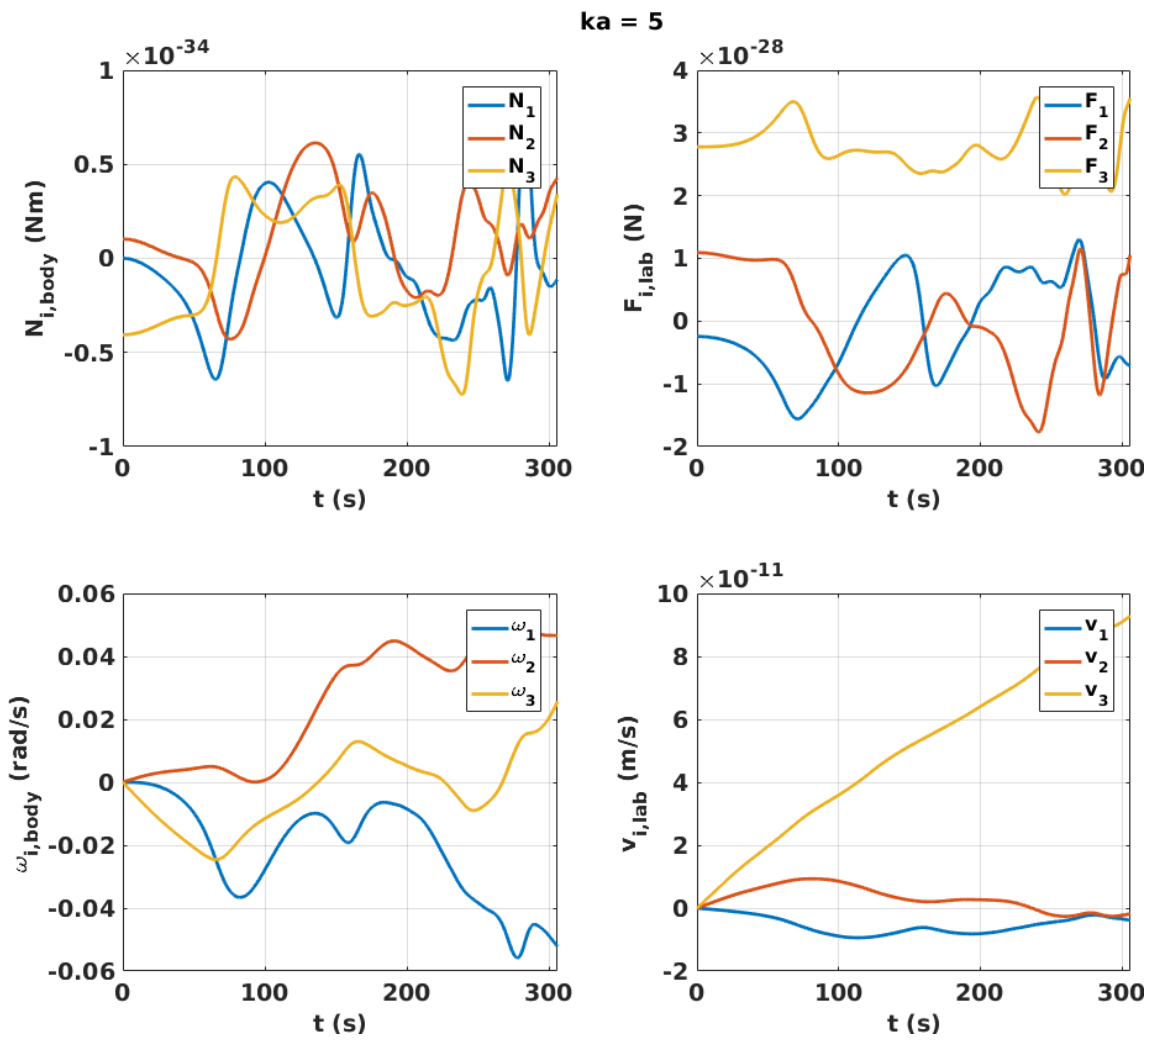 ka = 5
×10^-34
1
0.5
0
-0.5
-1
N_i,body (Nm)
0 100 200 300
t (s)
N_1
N_2
N_3
×10^-28
4
3
2
1
0
-1
-2
F_i,lab (N)
0 100 200 300
t (s)
F_1
F_2
F_3
0.06
0.04
0.02
0
-0.02
-0.04
-0.06
ω_i,body (rad/s)
0 100 200 300
t (s)
ω_1
ω_2
ω_3
×10^-11
10
8
6
4
2
0
-2
v_i,lab (m/s)
0 100 200 300
t (s)
v_1
v_2
v_3